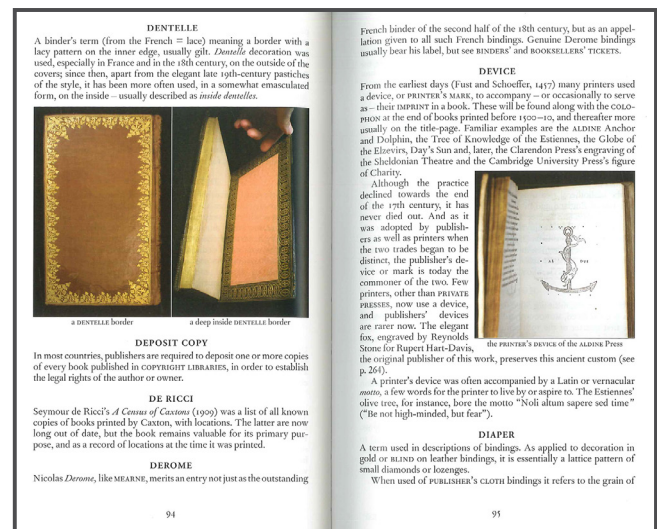 DENTELLE
A binder's term (from the French = lace) meaning a border with a
lacy pattern on the inner edge, usually gilt. Dentelle decoration was
used, especially in France and in the 18th century, on the outside of the
covers; since then, apart from the elegant late 19th-century pastiches
of the style, it has been more often used, in a somewhat emasculated
form, on the inside – usually described as inside dentelles.
a DENTELLE border
a deep inside DENTELLE border
DEPOSIT COPY
In most countries, publishers are required to deposit one or more copies
of every book published in COPYRIGHT LIBRARIES, in order to establish
the legal rights of the author or owner.
DE RICCI
Seymour de Ricci's A Census of Caxtons (1909) was a list of all known
copies of books printed by Caxton, with locations. The latter are now
long out of date, but the book remains valuable for its primary pur-
pose, and as a record of locations at the time it was printed.
DEROME
Nicolas Derome, like MEARNE, merits an entry not just as the outstanding
94
French binder of the second half of the 18th century, but as an appel-
lation given to all such French bindings. Genuine Derome bindings
usually bear his label, but see BINDERS' and BOOKSELLERS' TICKETS.
DEVICE
From the earliest days (Fust and Schoeffer, 1457) many printers used
a device, or PRINTER'S MARK, to accompany – or occasionally to serve
as – their IMPRINT in a book. These will be found along with the COLO-
PHON at the end of books printed before 1500–10, and thereafter more
usually on the title-page. Familiar examples are the ALDINE Anchor
and Dolphin, the Tree of Knowledge of the Estiennes, the Globe of
the Elzevirs, Day's Sun and, later, the Clarendon Press's engraving of
the Sheldonian Theatre and the Cambridge University Press's figure
of Charity.
Although the practice
declined towards the end
of the 17th century, it has
never died out. And as it
was adopted by publish-
ers as well as printers when
the two trades began to be
distinct, the publisher's de-
vice or mark is today the
commoner of the two. Few
printers, other than PRIVATE
PRESSES, now use a device,
and publishers' devices
are rarer now. The elegant
fox, engraved by Reynolds
Stone for Rupert Hart-Davis,
the PRINTER'S DEVICE of the ALDINE Press
the original publisher of this work, preserves this ancient custom (see
p. 264).
A printer's device was often accompanied by a Latin or vernacular
motto, a few words for the printer to live by or aspire to. The Estiennes'
olive tree, for instance, bore the motto "Noli altum sapere sed time"
("Be not high-minded, but fear").
DIAPER
A term used in descriptions of bindings. As applied to decoration in
gold or BLIND on leather bindings, it is essentially a lattice pattern of
small diamonds or lozenges.
When used of PUBLISHER'S CLOTH bindings it refers to the grain of
95